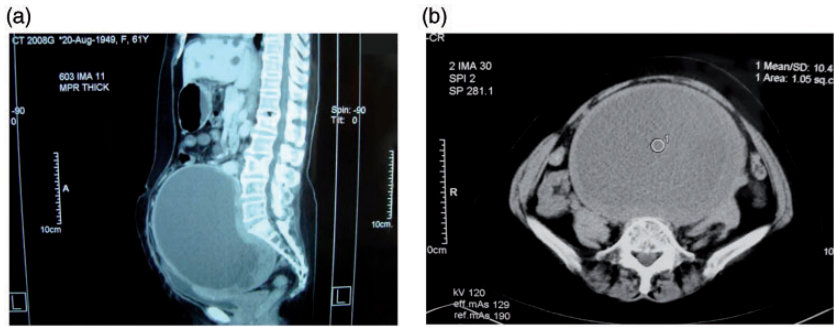 (a)
CT 2008G *20-Aug-1949, F, 61Y
603 IMA 11
MPR THICK
-90
0
Spin: -90
Tilt: 0
A
10cm
10cm
L
L
(b)
-CR
2 IMA 30
SPI 2
SP 281.1
1 Mean/SD: 10.4
1 Area: 1.05 sq.c
1
R
0cm
10
kV 120
eff.mAs 129
ref.mAs 190